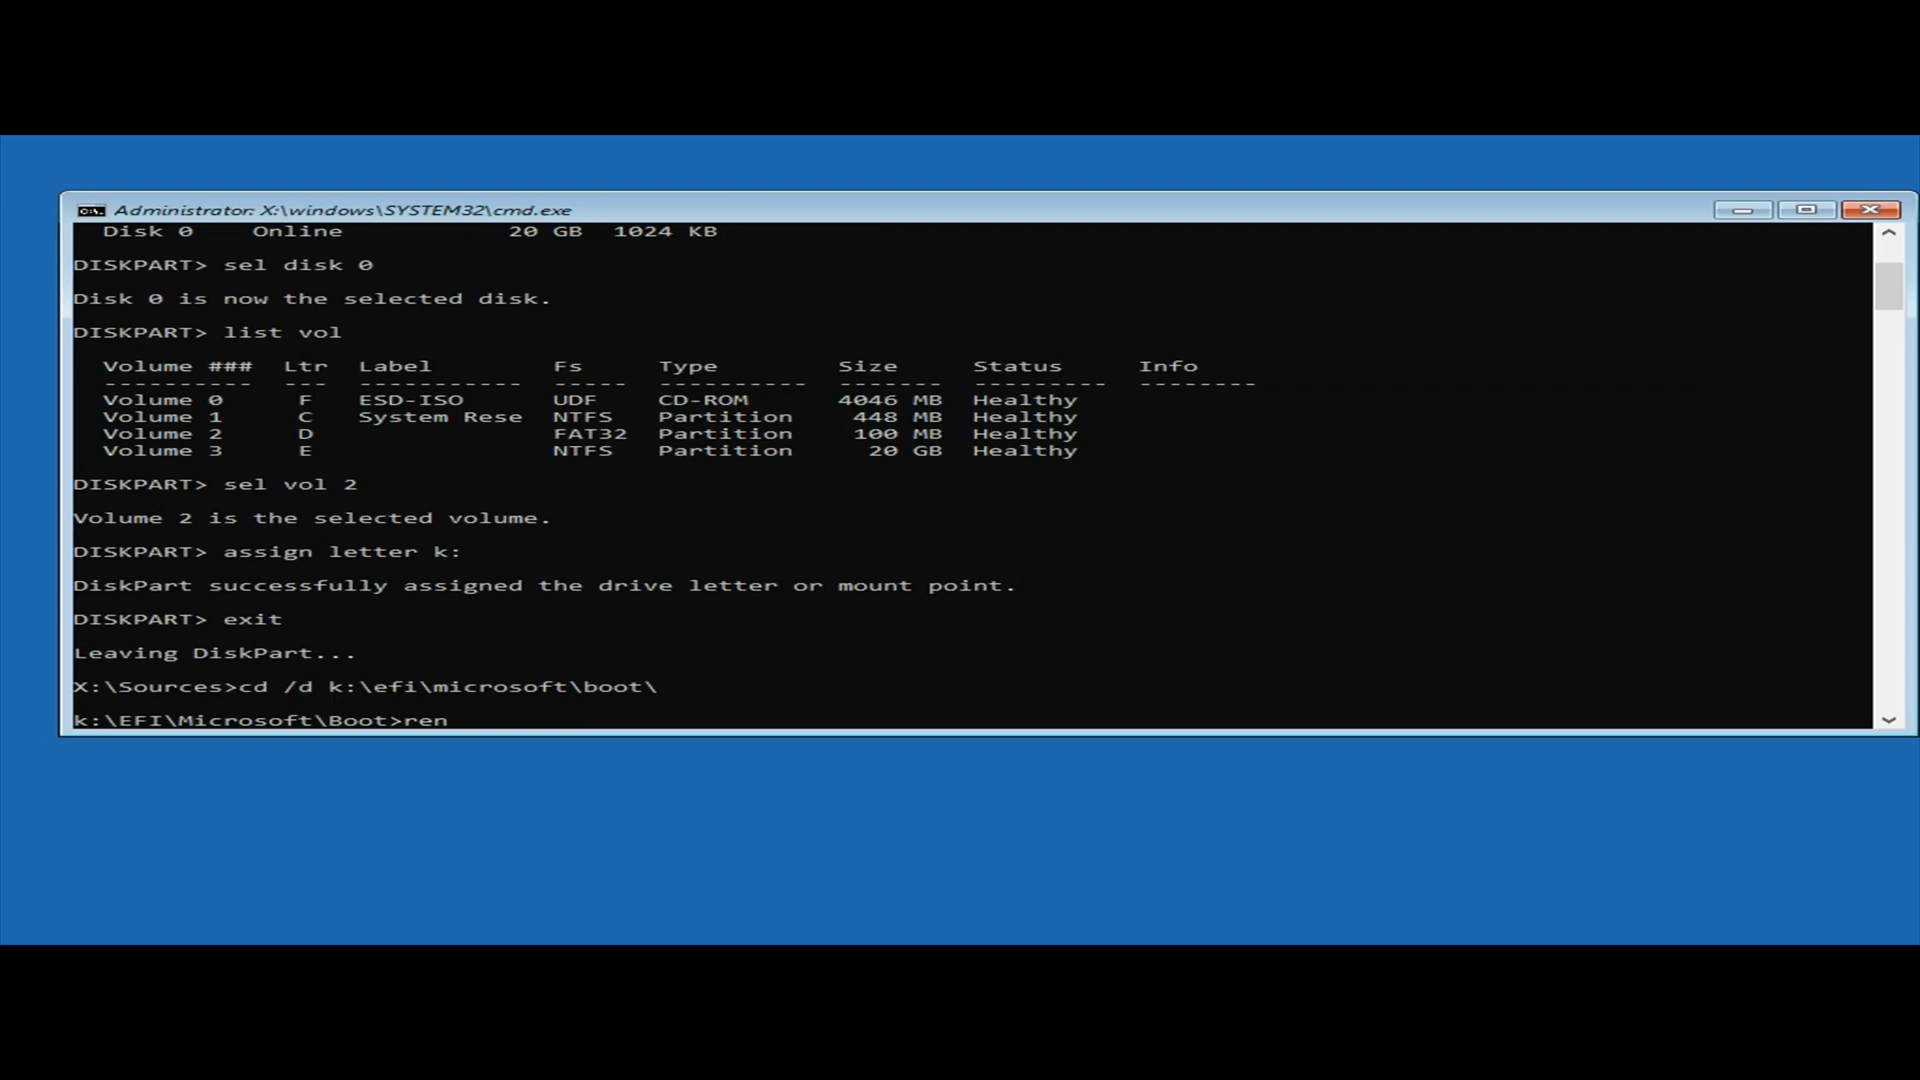 Administrator: X:\windows\SYSTEM32\cmd.exe
Disk 0    Online    20 GB  1024 KB
DISKPART> sel disk 0
Disk 0 is now the selected disk.
DISKPART> list vol
Volume ###  Ltr  Label        Fs     Type        Size     Status     Info
----------  ---  -----------  -----  ----------  -------  ---------  --------
Volume 0     F   ESD-ISO      UDF    CD-ROM      4046 MB  Healthy
Volume 1     C   System Rese  NTFS   Partition    448 MB  Healthy
Volume 2     D                FAT32  Partition    100 MB  Healthy
Volume 3     E                NTFS   Partition     20 GB  Healthy
DISKPART> sel vol 2
Volume 2 is the selected volume.
DISKPART> assign letter k:
DiskPart successfully assigned the drive letter or mount point.
DISKPART> exit
Leaving DiskPart...
X:\Sources>cd /d k:\efi\microsoft\boot\
k:\EFI\Microsoft\Boot>ren